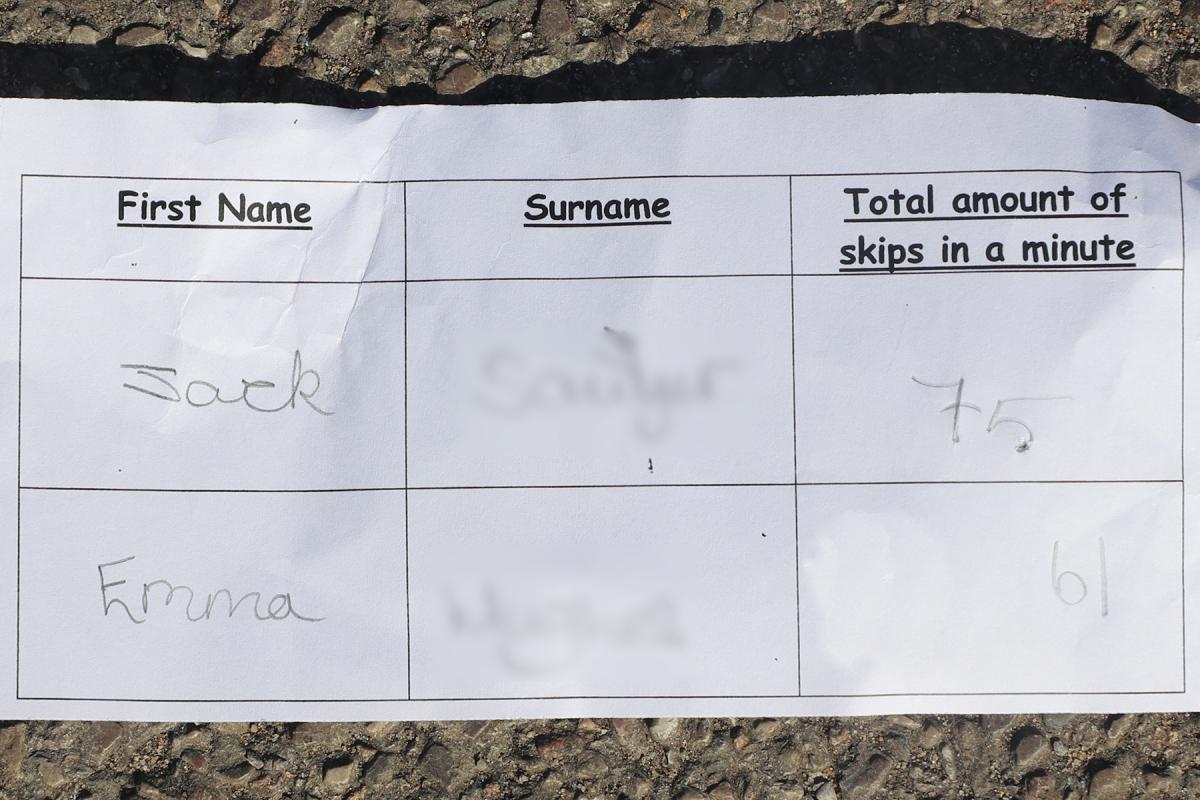 First Name Surname Total amount of
skips in a minute
Jack 75
Emma 61